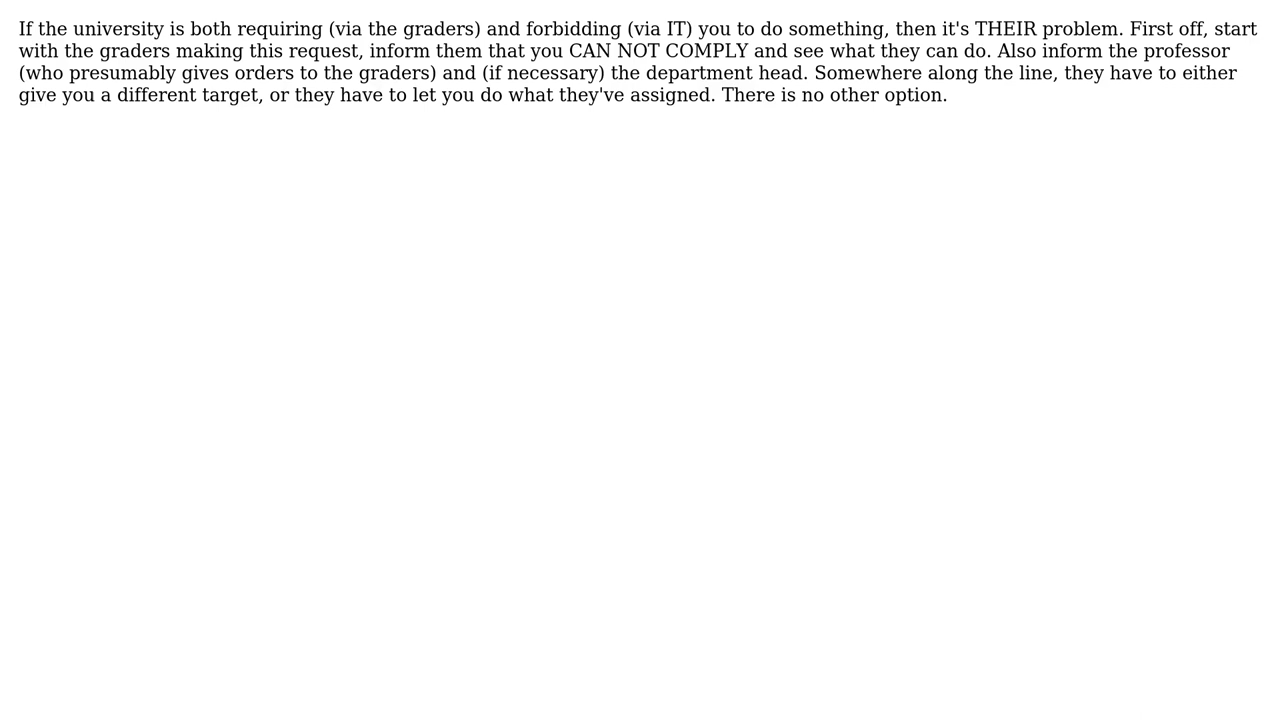 If the university is both requiring (via the graders) and forbidding (via IT) you to do something, then it's THEIR problem. First off, start
with the graders making this request, inform them that you CAN NOT COMPLY and see what they can do. Also inform the professor
(who presumably gives orders to the graders) and (if necessary) the department head. Somewhere along the line, they have to either
give you a different target, or they have to let you do what they've assigned. There is no other option.